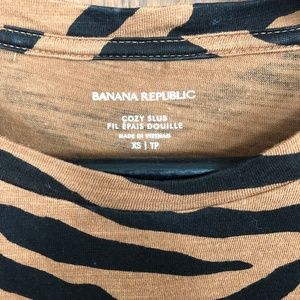 BANANA REPUBLIC
COZY SLUB
FIL ÉPAIS DOUILLE
MADE IN VIETNAM
XS | TP